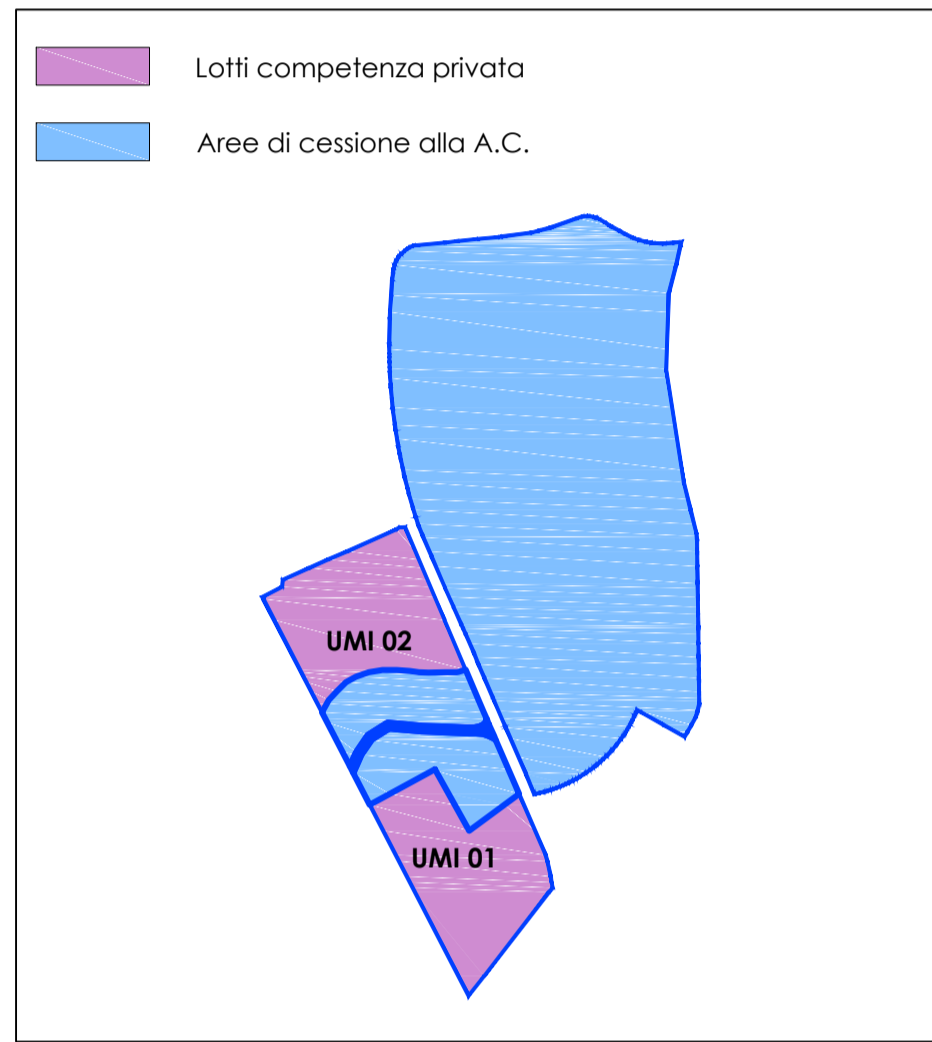 Lotti competenza privata
Aree di cessione alla A.C.
UMI 02
UMI 01